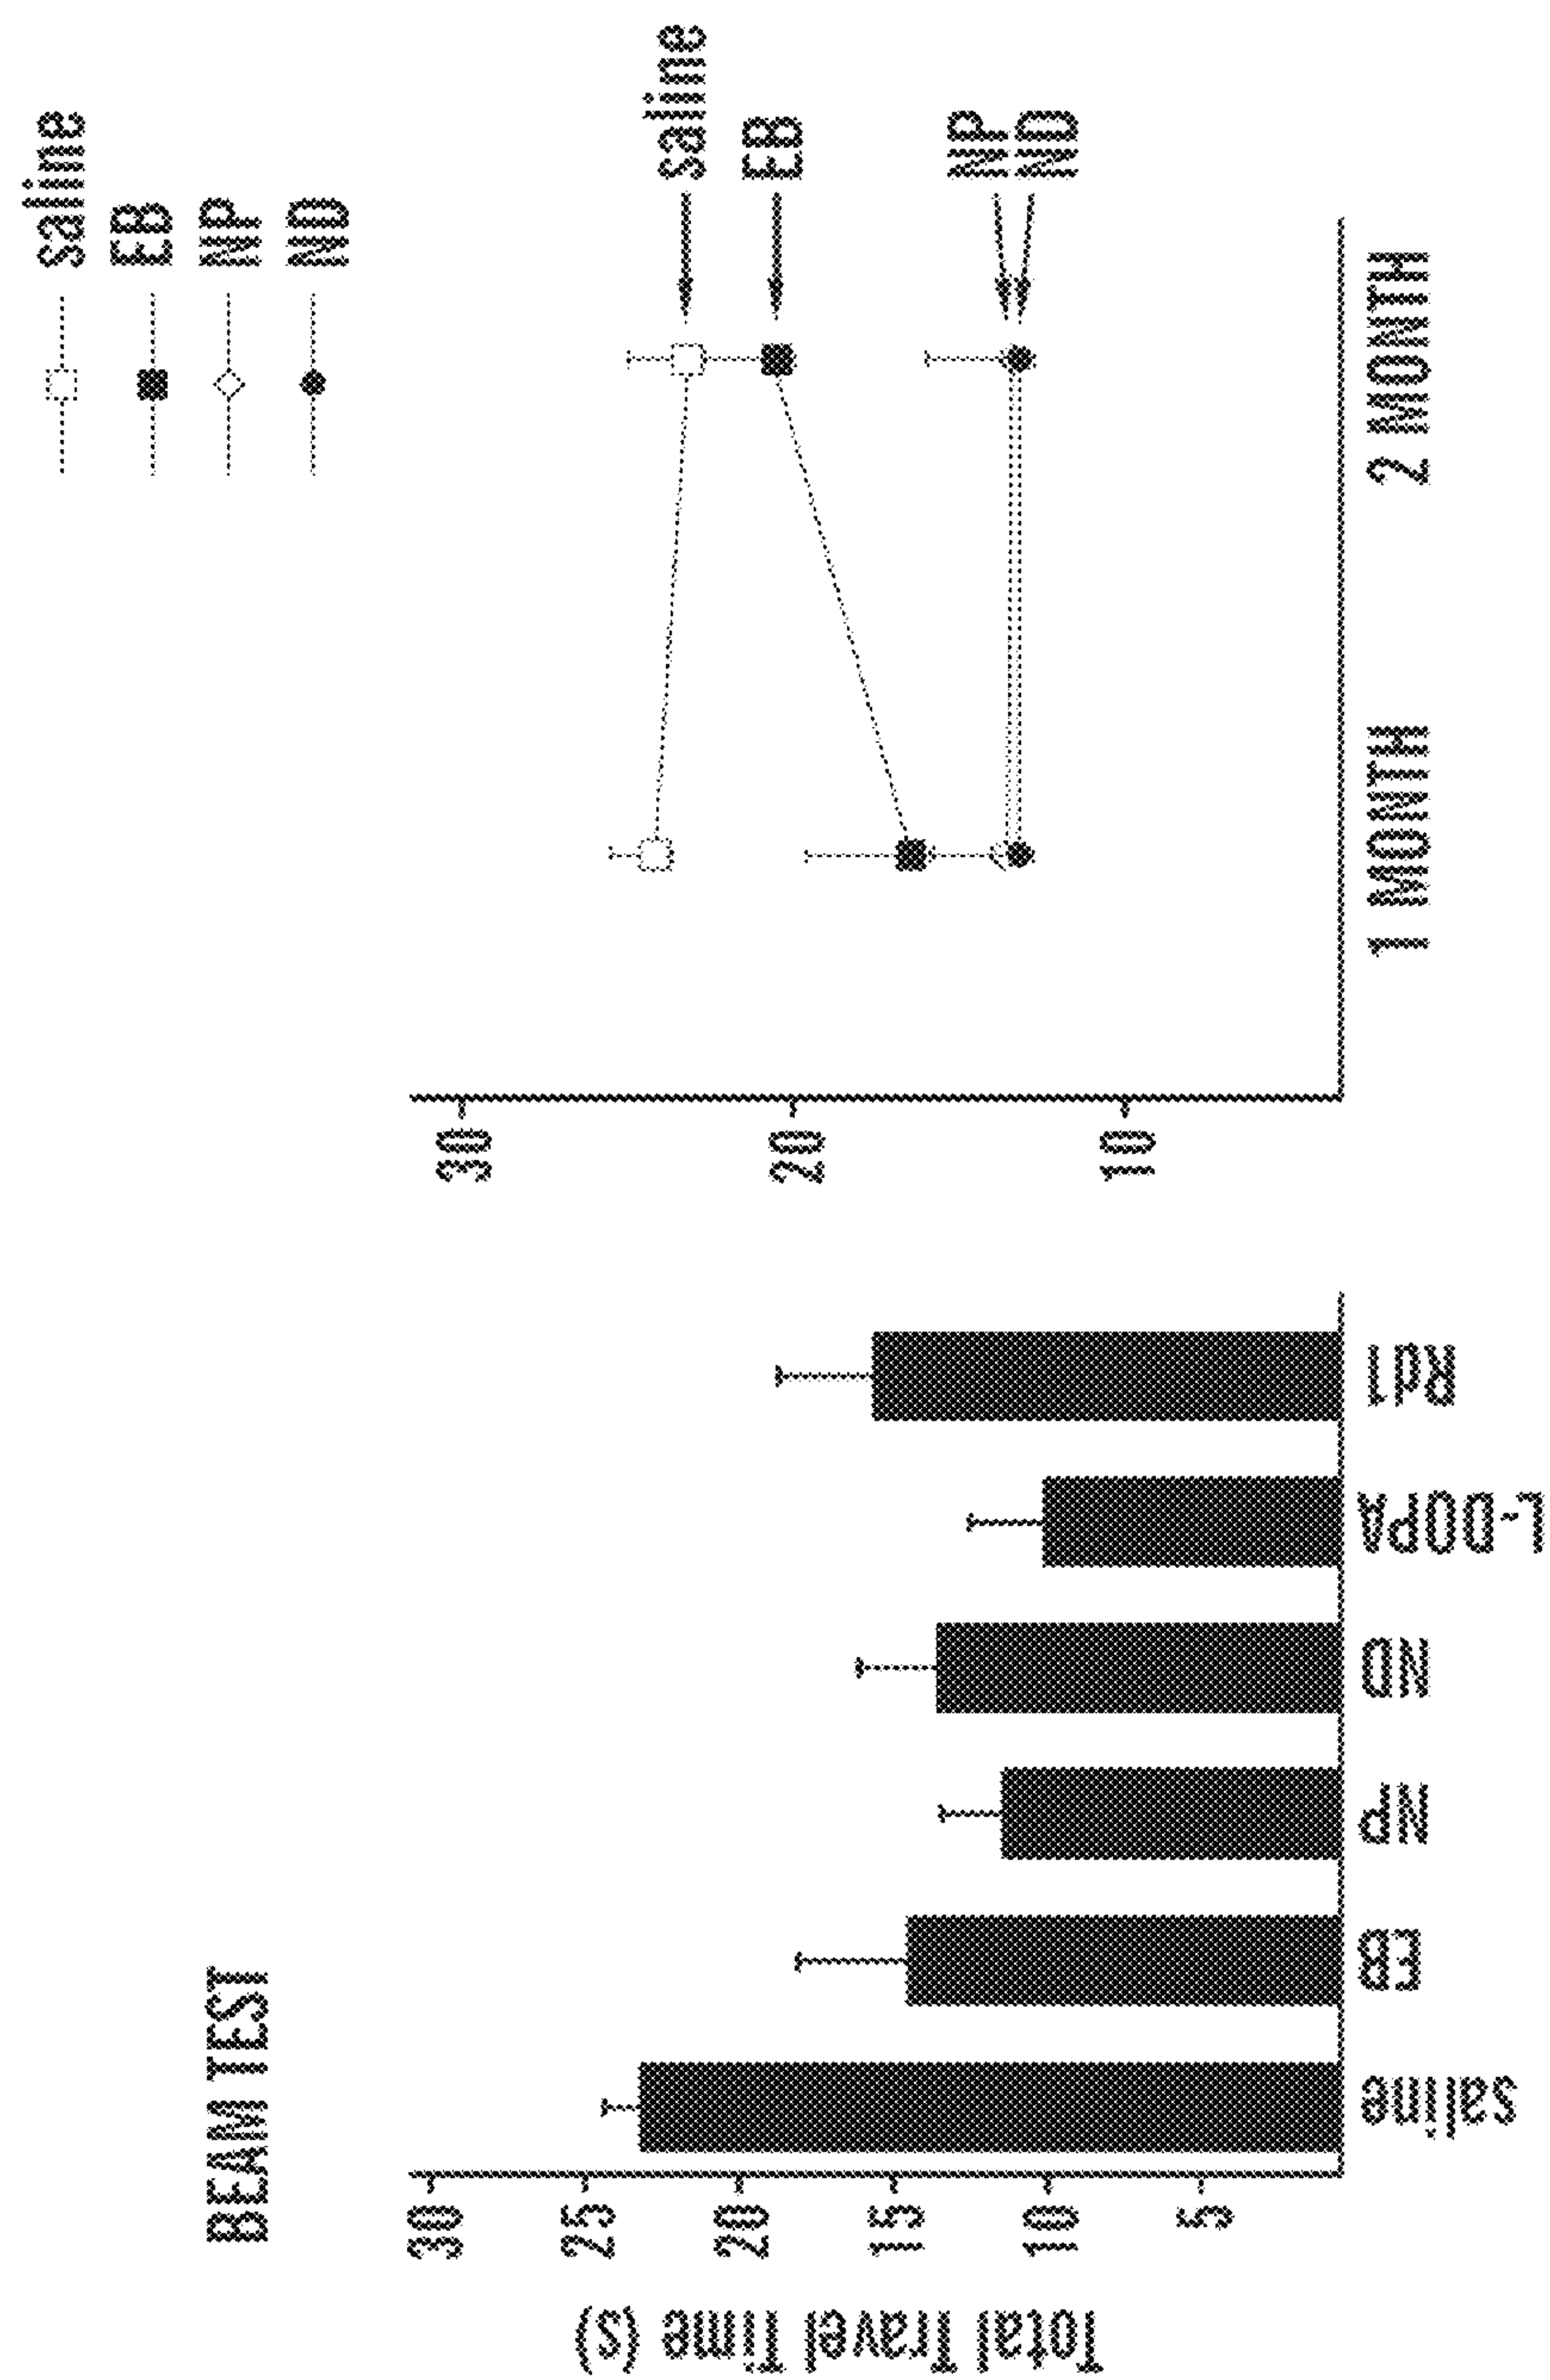 BEAM TEST
Total Travel Time (s)
30
25
20
15
10
5
saline
EB
NP
ND
L-DOPA
Rd1
saline
EB
NP
ND
30
20
10
saline
EB
NP
ND
1 MONTH
2 MONTH